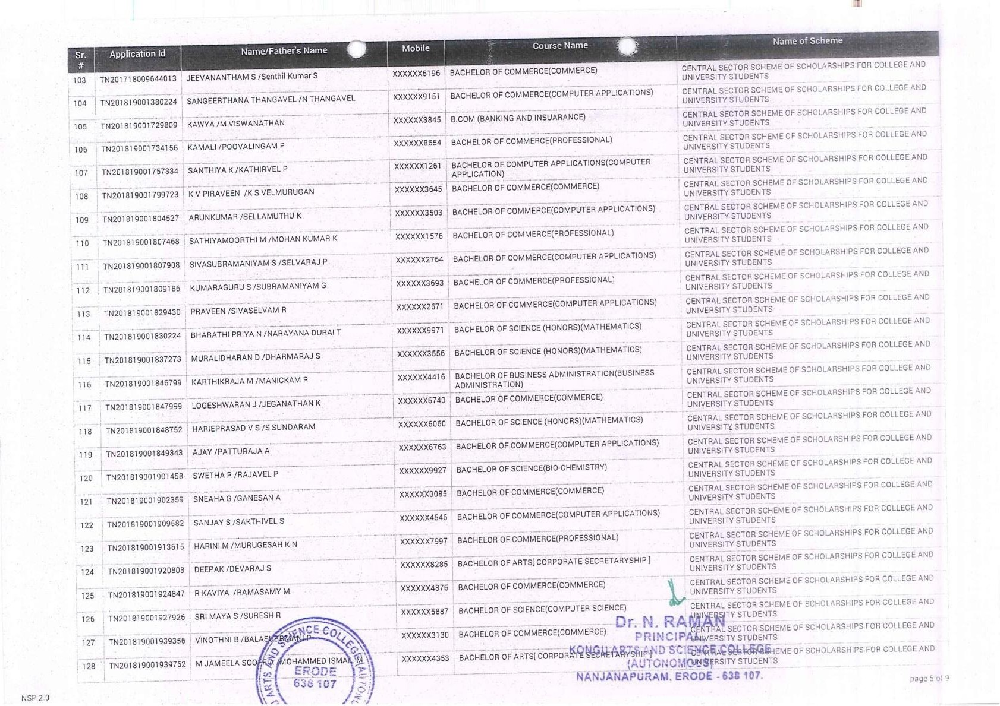 Sr. # Application Id Name/Father's Name Mobile Course Name Name of Scheme
103 TN201718009644013 JEEVANANTHAM S /Senthil Kumar S XXXXXX6196 BACHELOR OF COMMERCE(COMMERCE) CENTRAL SECTOR SCHEME OF SCHOLARSHIPS FOR COLLEGE AND
UNIVERSITY STUDENTS
104 TN201819001380224 SANGEERTHANA THANGAVEL /N THANGAVEL XXXXXX9151 BACHELOR OF COMMERCE(COMPUTER APPLICATIONS) CENTRAL SECTOR SCHEME OF SCHOLARSHIPS FOR COLLEGE AND
UNIVERSITY STUDENTS
105 TN201819001729809 KAWYA /M VISWANATHAN XXXXXX3845 B.COM (BANKING AND INSUARANCE) CENTRAL SECTOR SCHEME OF SCHOLARSHIPS FOR COLLEGE AND
UNIVERSITY STUDENTS
106 TN201819001734156 KAMALI /POOVALINGAM P XXXXXX8654 BACHELOR OF COMMERCE(PROFESSIONAL) CENTRAL SECTOR SCHEME OF SCHOLARSHIPS FOR COLLEGE AND
UNIVERSITY STUDENTS
107 TN201819001757334 SANTHIYA K /KATHIRVEL P XXXXXX1261 BACHELOR OF COMPUTER APPLICATIONS(COMPUTER CENTRAL SECTOR SCHEME OF SCHOLARSHIPS FOR COLLEGE AND
APPLICATION) UNIVERSITY STUDENTS
108 TN201819001799723 K V PIRAVEEN /K S VELMURUGAN XXXXXX3645 BACHELOR OF COMMERCE(COMMERCE) CENTRAL SECTOR SCHEME OF SCHOLARSHIPS FOR COLLEGE AND
UNIVERSITY STUDENTS
109 TN201819001804527 ARUNKUMAR /SELLAMUTHU K XXXXXX3503 BACHELOR OF COMMERCE(COMPUTER APPLICATIONS) CENTRAL SECTOR SCHEME OF SCHOLARSHIPS FOR COLLEGE AND
UNIVERSITY STUDENTS
110 TN201819001807468 SATHIYAMOORTHI M /MOHAN KUMAR K XXXXXX1576 BACHELOR OF COMMERCE(PROFESSIONAL) CENTRAL SECTOR SCHEME OF SCHOLARSHIPS FOR COLLEGE AND
UNIVERSITY STUDENTS
111 TN201819001807908 SIVASUBRAMANIYAM S /SELVARAJ P XXXXXX2764 BACHELOR OF COMMERCE(COMPUTER APPLICATIONS) CENTRAL SECTOR SCHEME OF SCHOLARSHIPS FOR COLLEGE AND
UNIVERSITY STUDENTS
112 TN201819001809186 KUMARAGURU S /SUBRAMANIYAM G XXXXXX3693 BACHELOR OF COMMERCE(PROFESSIONAL) CENTRAL SECTOR SCHEME OF SCHOLARSHIPS FOR COLLEGE AND
UNIVERSITY STUDENTS
113 TN201819001829430 PRAVEEN /SIVASELVAM R XXXXXX2671 BACHELOR OF COMMERCE(COMPUTER APPLICATIONS) CENTRAL SECTOR SCHEME OF SCHOLARSHIPS FOR COLLEGE AND
UNIVERSITY STUDENTS
114 TN201819001830224 BHARATHI PRIYA N /NARAYANA DURAI T XXXXXX9971 BACHELOR OF SCIENCE (HONORS)(MATHEMATICS) CENTRAL SECTOR SCHEME OF SCHOLARSHIPS FOR COLLEGE AND
UNIVERSITY STUDENTS
115 TN201819001837273 MURALIDHARAN D /DHARMARAJ S XXXXXX3556 BACHELOR OF SCIENCE (HONORS)(MATHEMATICS) CENTRAL SECTOR SCHEME OF SCHOLARSHIPS FOR COLLEGE AND
UNIVERSITY STUDENTS
116 TN201819001846799 KARTHIKRAJA M /MANICKAM R XXXXXX4416 BACHELOR OF BUSINESS ADMINISTRATION(BUSINESS CENTRAL SECTOR SCHEME OF SCHOLARSHIPS FOR COLLEGE AND
ADMINISTRATION) UNIVERSITY STUDENTS
117 TN201819001847999 LOGESHWARAN J /JEGANATHAN K XXXXXX6740 BACHELOR OF COMMERCE(COMMERCE) CENTRAL SECTOR SCHEME OF SCHOLARSHIPS FOR COLLEGE AND
UNIVERSITY STUDENTS
118 TN201819001848752 HARIEPRASAD V S /S SUNDARAM XXXXXX6060 BACHELOR OF SCIENCE (HONORS)(MATHEMATICS) CENTRAL SECTOR SCHEME OF SCHOLARSHIPS FOR COLLEGE AND
UNIVERSITY STUDENTS
119 TN201819001849343 AJAY /PATTURAJA A XXXXXX6763 BACHELOR OF COMMERCE(COMPUTER APPLICATIONS) CENTRAL SECTOR SCHEME OF SCHOLARSHIPS FOR COLLEGE AND
UNIVERSITY STUDENTS
120 TN201819001901458 SWETHA R /RAJAVEL P XXXXXX9927 BACHELOR OF SCIENCE(BIO-CHEMISTRY) CENTRAL SECTOR SCHEME OF SCHOLARSHIPS FOR COLLEGE AND
UNIVERSITY STUDENTS
121 TN201819001902359 SNEAHA G /GANESAN A XXXXXX0085 BACHELOR OF COMMERCE(COMMERCE) CENTRAL SECTOR SCHEME OF SCHOLARSHIPS FOR COLLEGE AND
UNIVERSITY STUDENTS
122 TN201819001909582 SANJAY S /SAKTHIVEL S XXXXXX4546 BACHELOR OF COMMERCE(COMPUTER APPLICATIONS) CENTRAL SECTOR SCHEME OF SCHOLARSHIPS FOR COLLEGE AND
UNIVERSITY STUDENTS
123 TN201819001913615 HARINI M /MURUGESAH K N XXXXXX7997 BACHELOR OF COMMERCE(PROFESSIONAL) CENTRAL SECTOR SCHEME OF SCHOLARSHIPS FOR COLLEGE AND
UNIVERSITY STUDENTS
124 TN201819001920808 DEEPAK /DEVARAJ S XXXXXX8285 BACHELOR OF ARTS[ CORPORATE SECRETARYSHIP ] CENTRAL SECTOR SCHEME OF SCHOLARSHIPS FOR COLLEGE AND
UNIVERSITY STUDENTS
125 TN201819001924847 R KAVIYA /RAMASAMY M XXXXXX4876 BACHELOR OF COMMERCE(COMMERCE) CENTRAL SECTOR SCHEME OF SCHOLARSHIPS FOR COLLEGE AND
UNIVERSITY STUDENTS
126 TN201819001927926 SRI MAYA S /SURESH R XXXXXX5887 BACHELOR OF SCIENCE(COMPUTER SCIENCE) CENTRAL SECTOR SCHEME OF SCHOLARSHIPS FOR COLLEGE AND
UNIVERSITY STUDENTS
127 TN201819001939356 VINOTHNI B /BALASUBRMANI P XXXXXX3130 BACHELOR OF COMMERCE(COMMERCE) CENTRAL SECTOR SCHEME OF SCHOLARSHIPS FOR COLLEGE AND
UNIVERSITY STUDENTS
128 TN201819001939762 M JAMEELA SOOFFIA /MOHAMMED ISMAIL M XXXXXX4353 BACHELOR OF ARTS[ CORPORATE SECRETARYSHIP ] CENTRAL SECTOR SCHEME OF SCHOLARSHIPS FOR COLLEGE AND
UNIVERSITY STUDENTS
ARTS AND SCIENCE COLLEGE
ERODE
638 107
Dr. N. RAMAN
PRINCIPAL
KONGU ARTS AND SCIENCE COLLEGE
(AUTONOMOUS)
NANJANAPURAM, ERODE - 638 107.
page 5 of 9
NSP 2.0